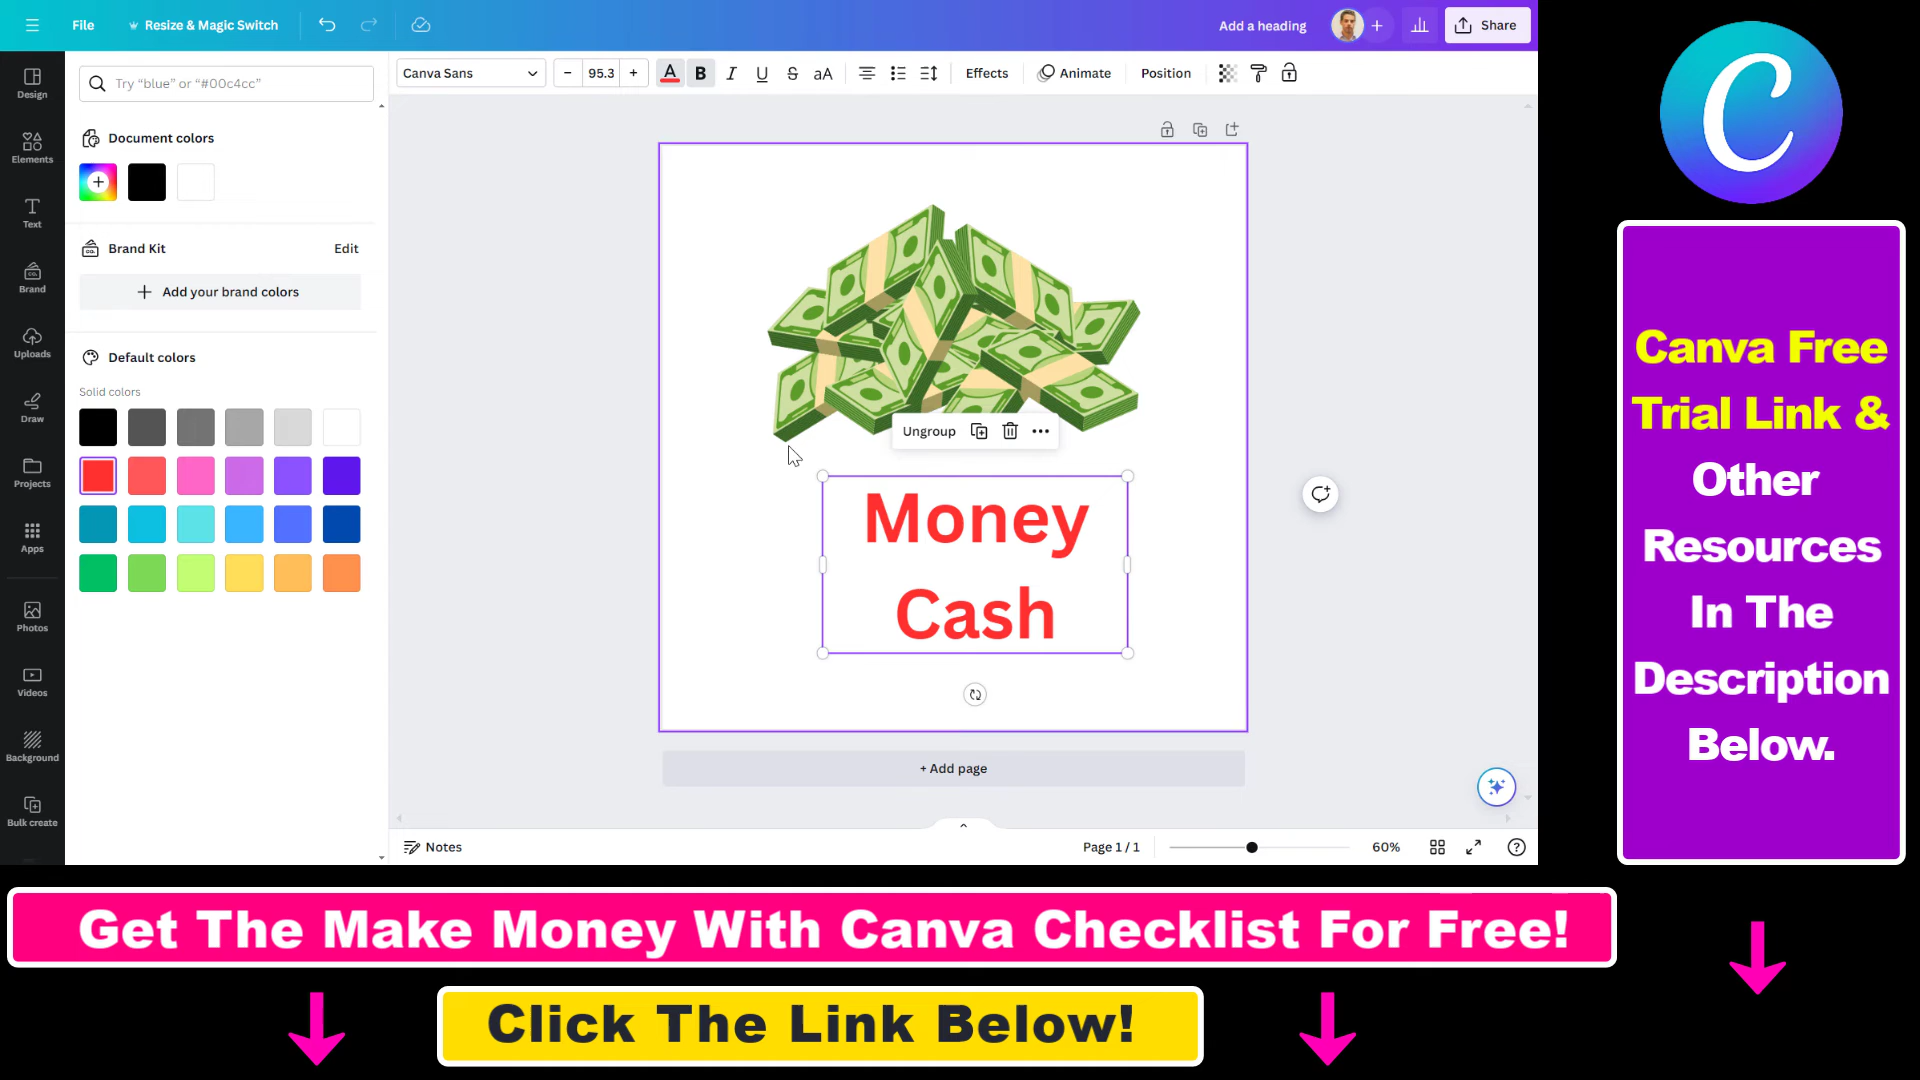 File
Resize & Magic Switch
Add a heading
Share
Design
Elements
Text
Brand
Uploads
Draw
Projects
Apps
Photos
Videos
Background
Bulk create
Try “blue” or “#00c4cc”
Document colors
Brand Kit
Edit
Add your brand colors
Default colors
Solid colors
Canva Sans
95.3
A
B
I
U
S
aA
Effects
Animate
Position
Ungroup
Money
Cash
+ Add page
Notes
Page 1 / 1
60%
C
Canva Free
Trial Link &
Other
Resources
In The
Description
Below.
Get The Make Money With Canva Checklist For Free!
Click The Link Below!